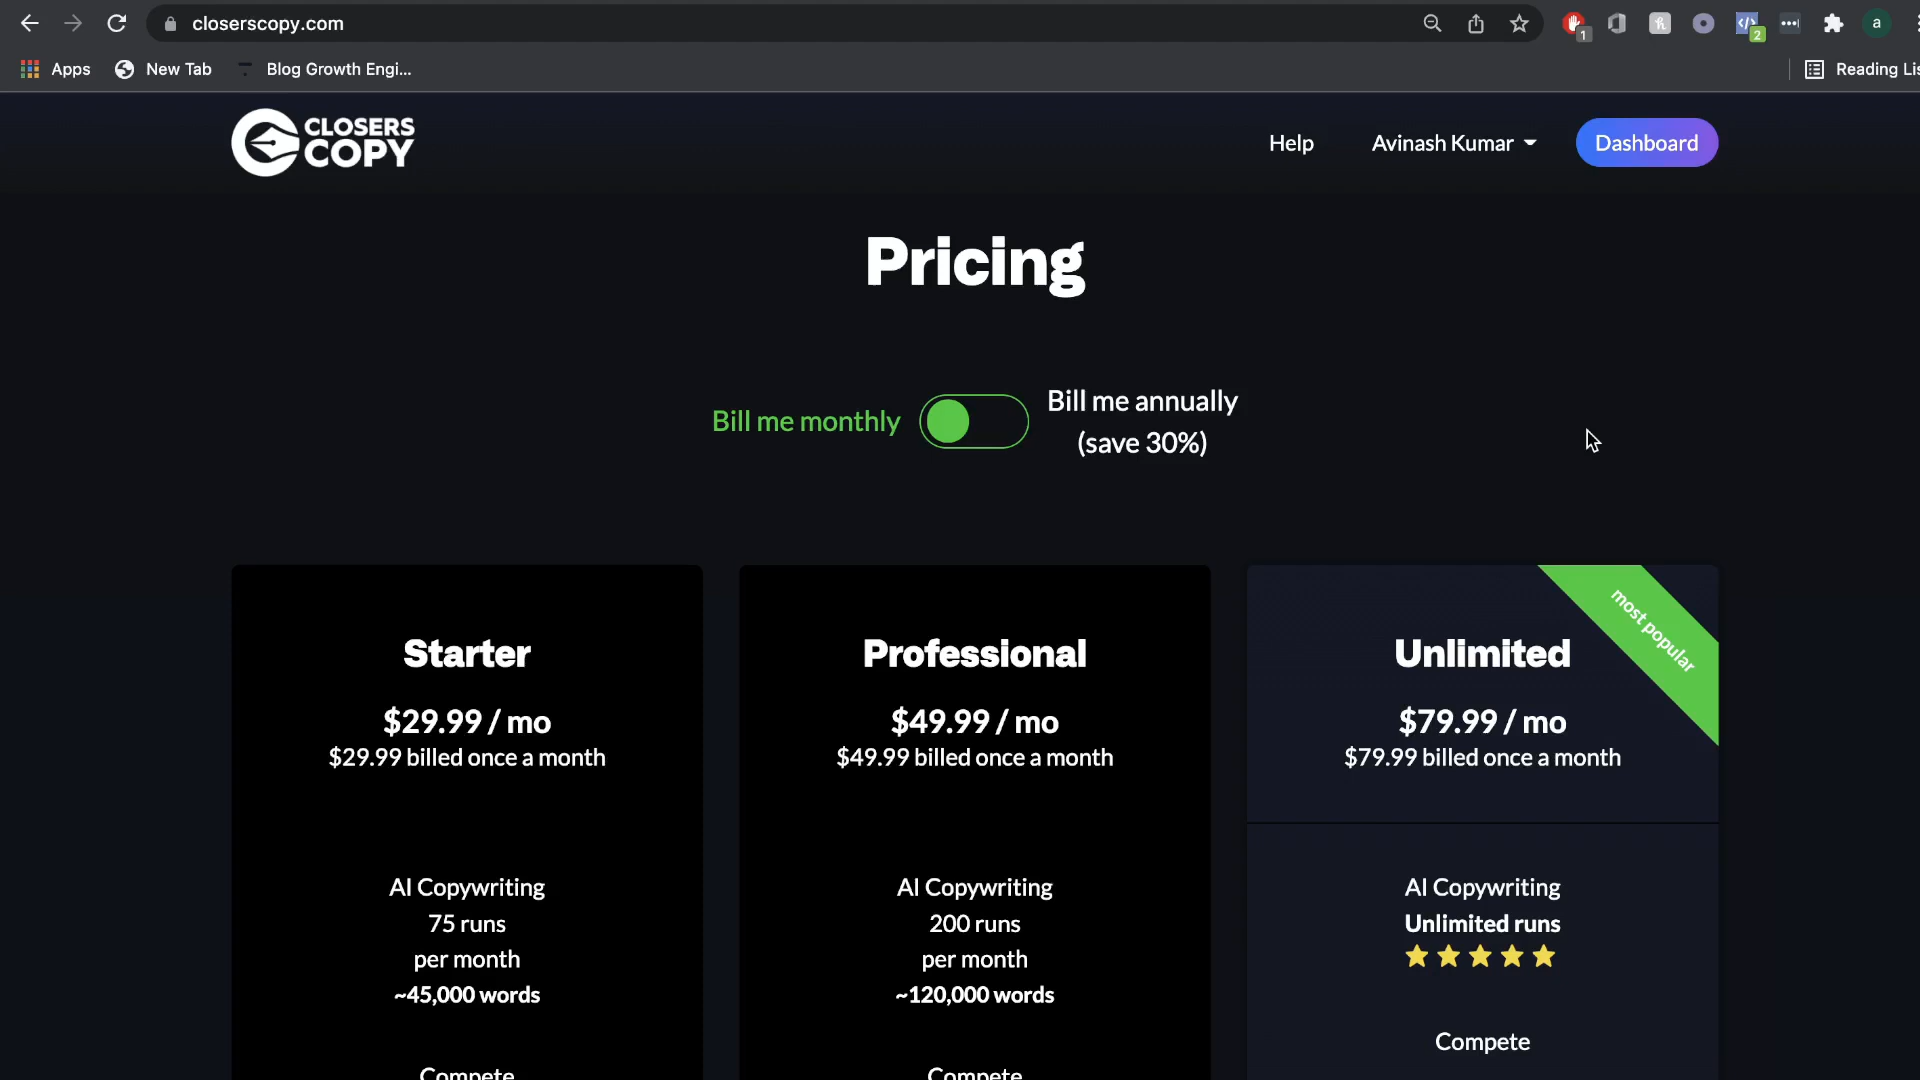 closerscopy.com
1
2
a
Apps
New Tab
Blog Growth Engi...
Reading Lis
CLOSERS
COPY
Help
Avinash Kumar
Dashboard
Pricing
Bill me monthly
Bill me annually
(save 30%)
most popular
Starter
$29.99 / mo
$29.99 billed once a month
AI Copywriting
75 runs
per month
~45,000 words
Compete
Professional
$49.99 / mo
$49.99 billed once a month
AI Copywriting
200 runs
per month
~120,000 words
Compete
Unlimited
$79.99 / mo
$79.99 billed once a month
AI Copywriting
Unlimited runs
Compete